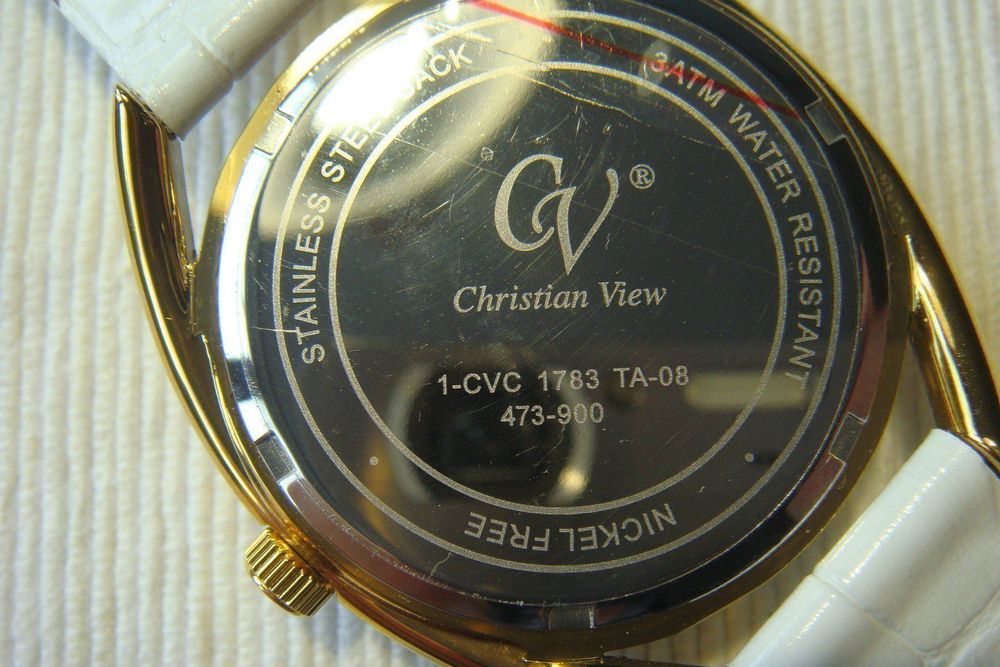 STAINLESS STEEL BACK
(3ATM WATER RESISTANT
CV®
Christian View
1-CVC 1783 TA-08
473-900
NICKEL FREE